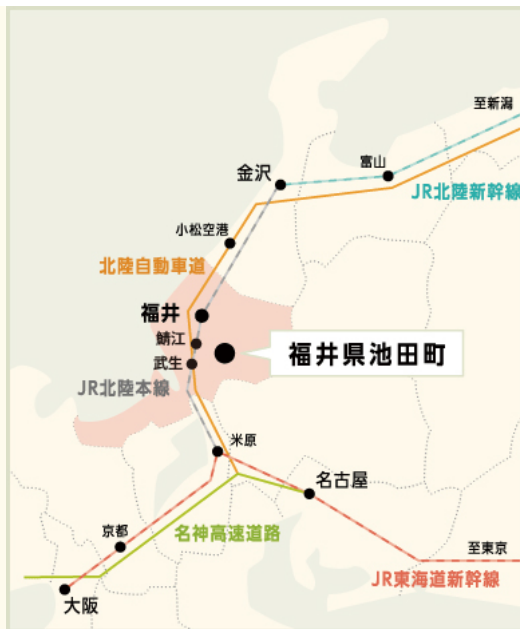 至新潟
富山
金沢
JR北陸新幹線
小松空港
北陸自動車道
福井
鯖江
福井県池田町
武生
JR北陸本線
米原
名古屋
京都
名神高速道路
至東京
JR東海道新幹線
大阪